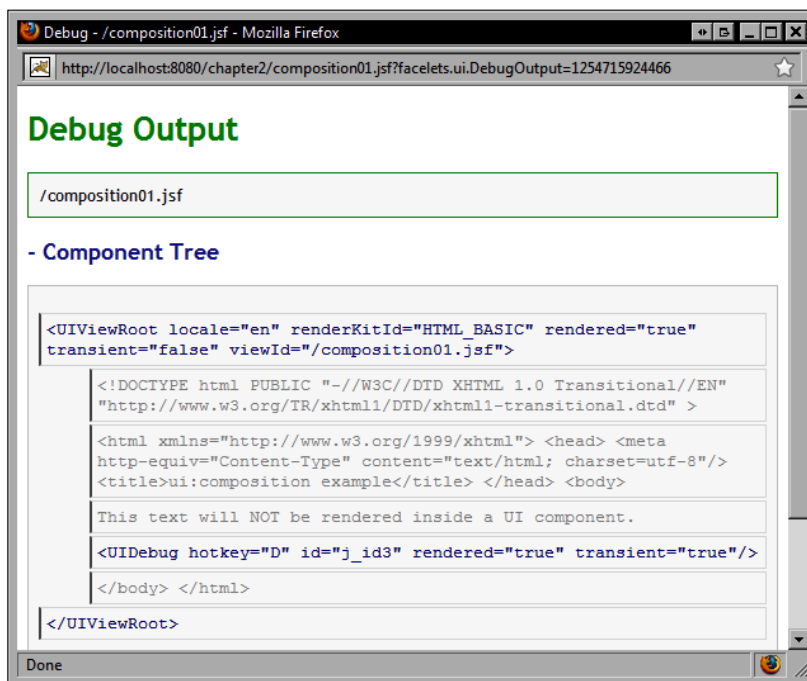 Debug - /composition01.jsf - Mozilla Firefox
http://localhost:8080/chapter2/composition01.jsf?facelets.ui.DebugOutput=1254715924466
Debug Output
/composition01.jsf
- Component Tree
<UIViewRoot locale="en" renderKitId="HTML_BASIC" rendered="true"
transient="false" viewId="/composition01.jsf">
<!DOCTYPE html PUBLIC "-//W3C//DTD XHTML 1.0 Transitional//EN"
"http://www.w3.org/TR/xhtml1/DTD/xhtml1-transitional.dtd" >
<html xmlns="http://www.w3.org/1999/xhtml"> <head> <meta
http-equiv="Content-Type" content="text/html; charset=utf-8"/>
<title>ui:composition example</title> </head> <body>
This text will NOT be rendered inside a UI component.
<UIDebug hotkey="D" id="j_id3" rendered="true" transient="true"/>
</body> </html>
</UIViewRoot>
Done